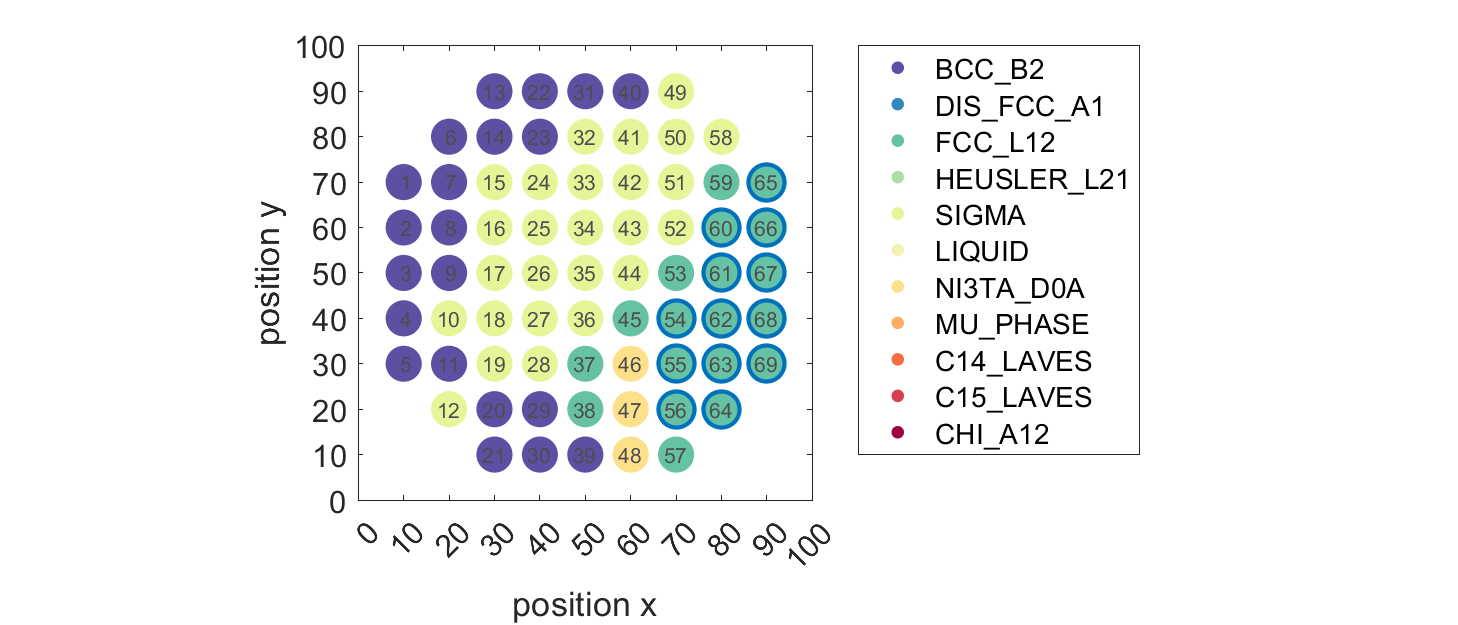 100
90
80
70
60
50
40
30
20
10
0
position y
13 22 31 40 49
6 14 23 32 41 50 58
1 7 15 24 33 42 51 59 65
2 8 16 25 34 43 52 60 66
3 9 17 26 35 44 53 61 67
4 10 18 27 36 45 54 62 68
5 11 19 28 37 46 55 63 69
12 20 29 38 47 56 64
21 30 39 48 57
0 10 20 30 40 50 60 70 80 90 100
position x
BCC_B2
DIS_FCC_A1
FCC_L12
HEUSLER_L21
SIGMA
LIQUID
NI3TA_D0A
MU_PHASE
C14_LAVES
C15_LAVES
CHI_A12